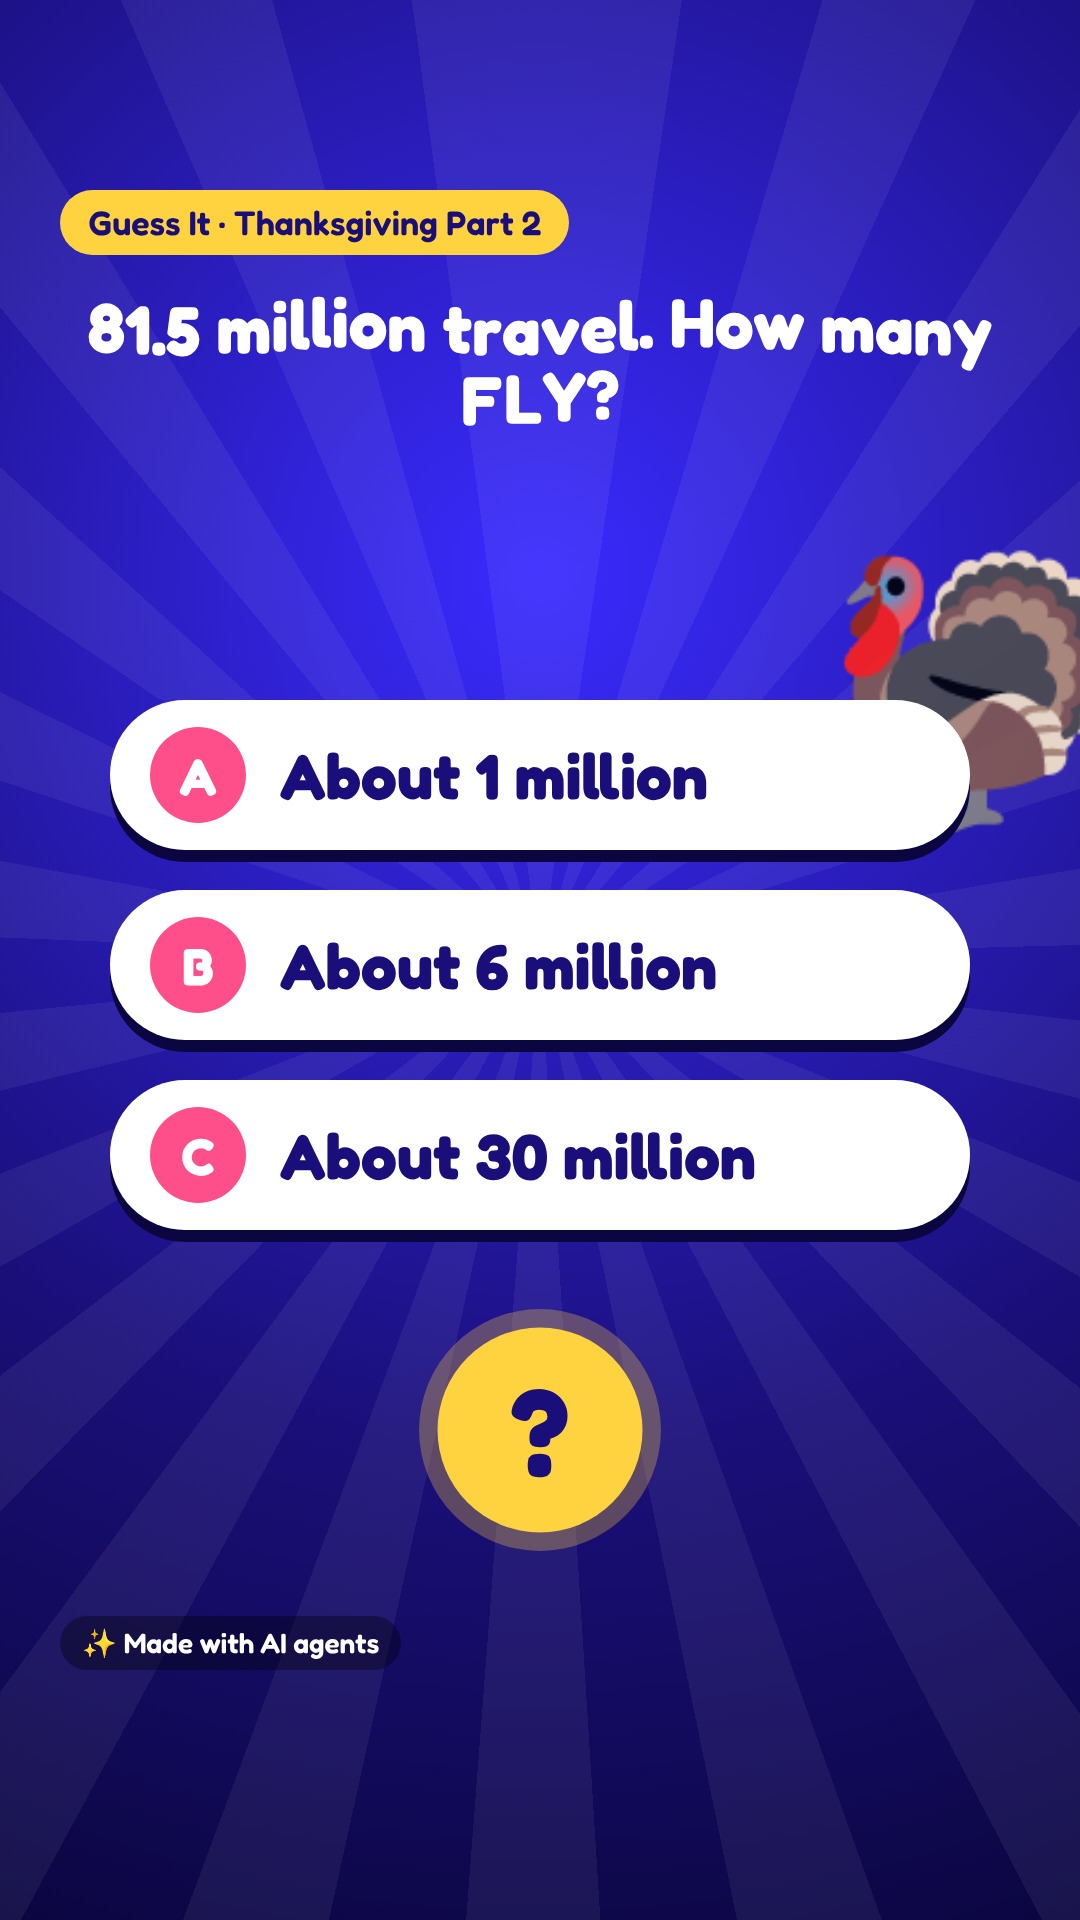 Guess It · Thanksgiving Part 2
81.5 million travel. How many
FLY?
A About 1 million
B About 6 million
C About 30 million
?
✨ Made with AI agents